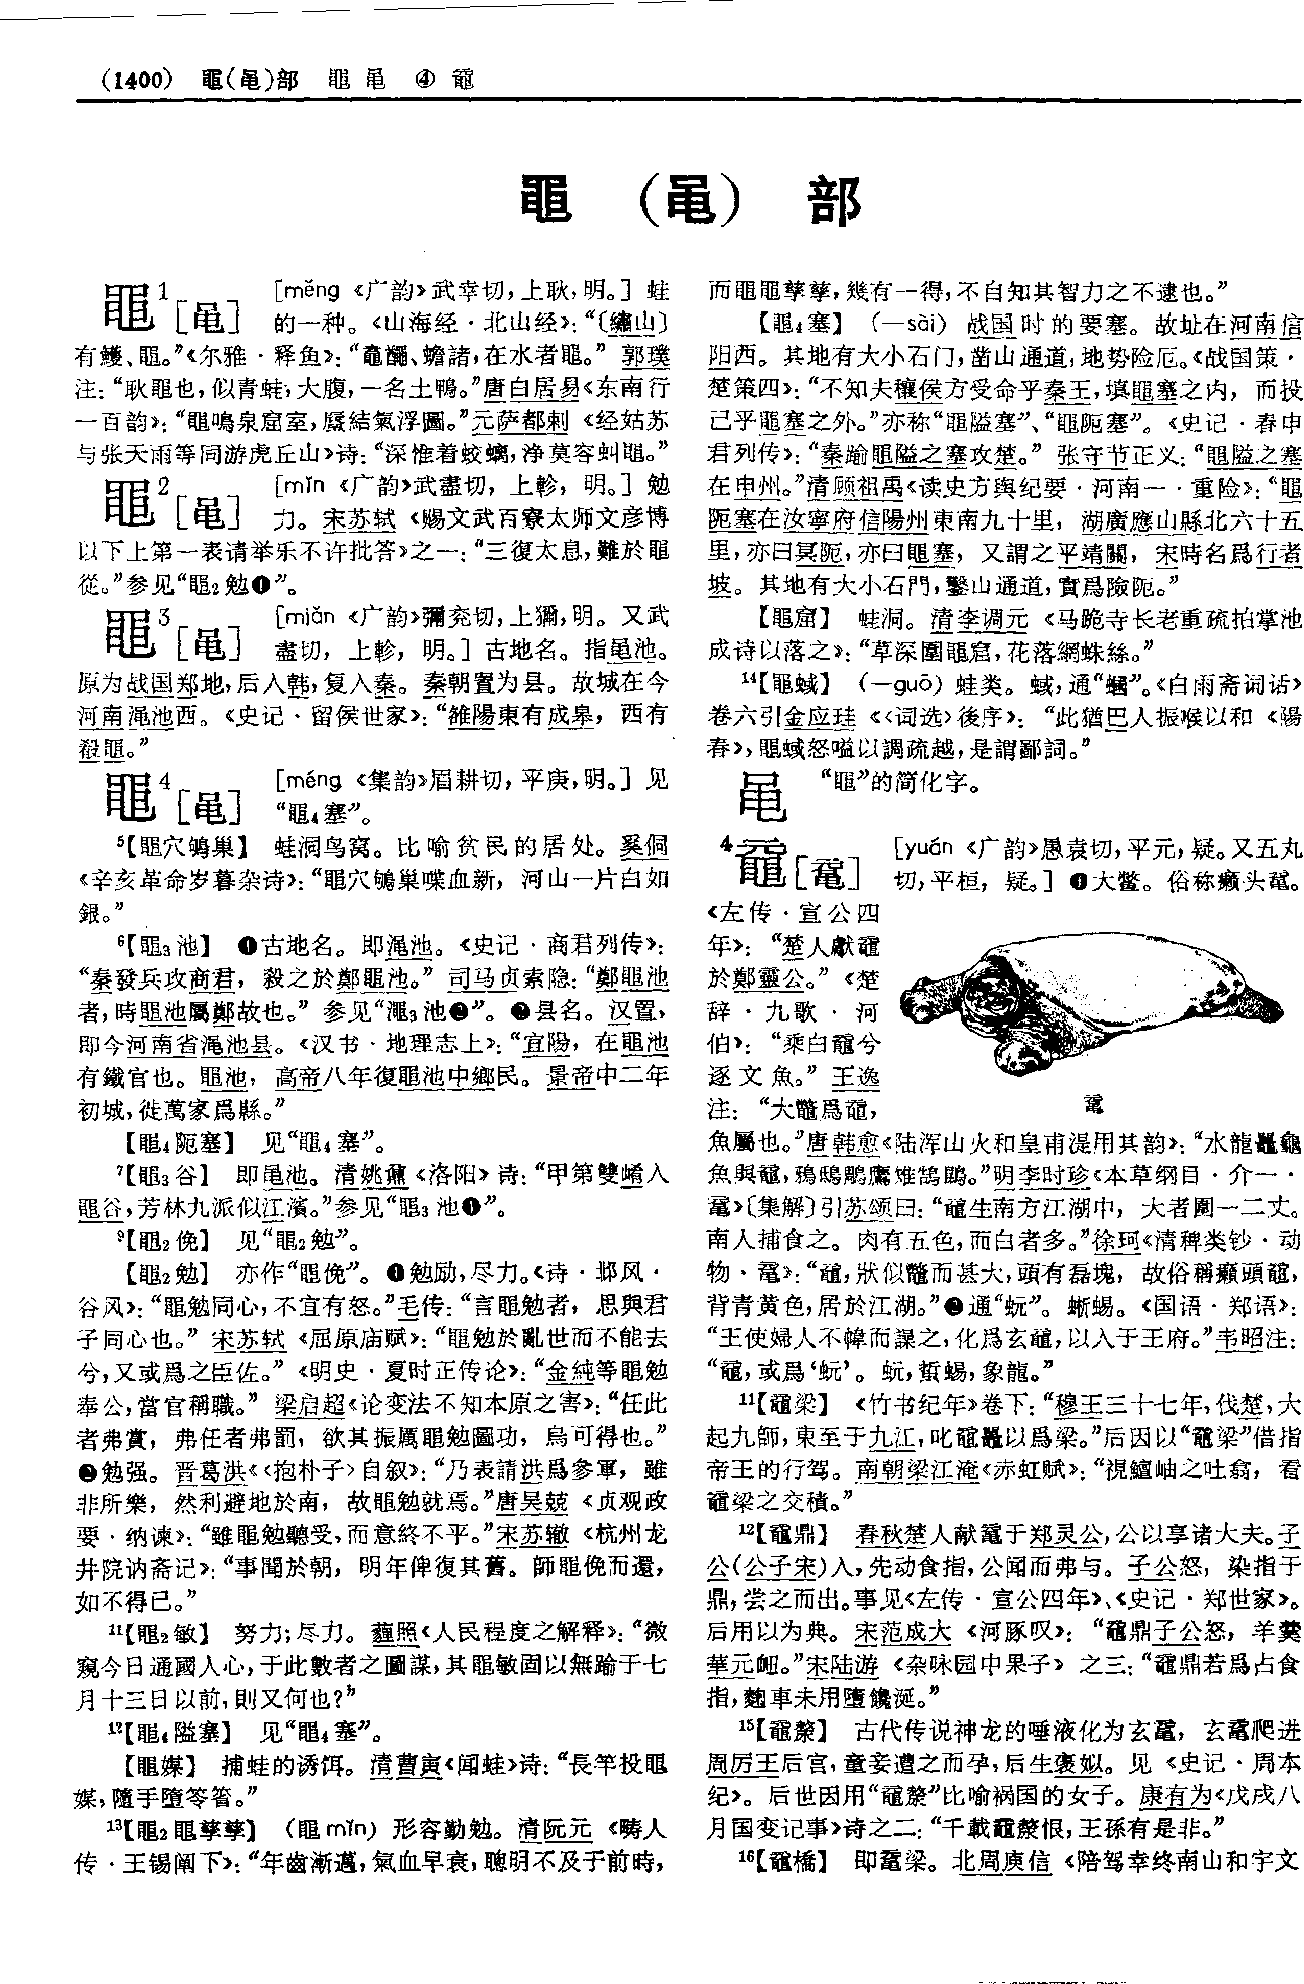 (1400) 黽(黾)部 黽 黾 ④ 黿
黽 (黾) 部
黽1[黾] [měng《广韵》武幸切，上耿，明。] 蛙
的一种。《山海经·北山经》：“〔繡山〕
有鱯、黽。”《尔雅·释鱼》：“鼁𪓰、蟾諸，在水者黽。” 郭璞
注：“耿黽也，似青蛙，大腹，一名土鴨。”唐白居易《东南行
一百韵》：“黽鳴泉窟室，蜃結氣浮圖。”元萨都剌《经姑苏
与张天雨等同游虎丘山》诗：“深惟着蛟螭，净莫容虯黽。”
黽2[黾] [mǐn《广韵》武盡切，上軫，明。] 勉
力。宋苏轼《赐文武百寮太师文彦博
以下上第一表请举乐不许批答》之一：“三復太息，難於黽
從。”参见“黽2勉❶”。
黽3[黾] [miǎn《广韵》彌兖切，上獮，明。又武
盡切，上軫，明。] 古地名。指黾池。
原为战国郑地，后入韩，复入秦。秦朝置为县。故城在今
河南渑池西。《史记·留侯世家》：“雒陽東有成皋，西有
殽黽。”
黽4[黾] [méng《集韵》眉耕切，平庚，明。] 见
“黽4塞”。
5【黽穴鴝巢】 蛙洞鸟窝。比喻贫民的居处。奚侗
《辛亥革命岁暮杂诗》：“黽穴鴝巢喋血新，河山一片白如
銀。”
6【黽3池】 ❶古地名。即渑池。《史记·商君列传》：
“秦發兵攻商君，殺之於鄭黽池。” 司马贞索隐：“鄭黽池
者，時黽池屬鄭故也。” 参见“澠3池❷”。❷县名。汉置，
即今河南省渑池县。《汉书·地理志上》：“宜陽，在黽池
有鐵官也。黽池，高帝八年復黽池中鄉民。景帝中二年
初城，徙萬家爲縣。”
【黽4阨塞】 见“黽4塞”。
7【黽3谷】 即黾池。清姚鼐《洛阳》诗：“甲第雙崤入
黽谷，芳林九派似江濱。”参见“黽3池❶”。
9【黽2俛】 见“黽2勉”。
【黽2勉】 亦作“黽俛”。❶勉励，尽力。《诗·邶风·
谷风》：“黽勉同心，不宜有怒。”毛传：“言黽勉者，思與君
子同心也。” 宋苏轼《屈原庙赋》：“黽勉於亂世而不能去
兮，又或爲之臣佐。”《明史·夏时正传论》：“金純等黽勉
奉公，當官稱職。” 梁启超《论变法不知本原之害》：“任此
者弗賞，弗任者弗罰，欲其振厲黽勉圖功，烏可得也。”
❷勉强。晋葛洪《〈抱朴子〉自叙》：“乃表請洪爲參軍，雖
非所樂，然利避地於南，故黽勉就焉。”唐吴兢《贞观政
要·纳谏》：“雖黽勉聽受，而意終不平。”宋苏辙《杭州龙
井院讷斋记》：“事聞於朝，明年俾復其舊。師黽俛而還，
如不得已。”
11【黽2敏】 努力；尽力。蘊照《人民程度之解释》：“微
窺今日通國人心，于此數者之圖謀，其黽敏固以無踰于七
月十三日以前，則又何也？”
12【黽4隘塞】 见“黽4塞”。
【黽媒】 捕蛙的诱饵。清曹寅《闻蛙》诗：“長竿投黽
媒，隨手墮笭箵。”
13【黽2黽孳孳】 (黽mǐn) 形容勤勉。清阮元《畴人
传·王锡阐下》：“年齒漸邁，氣血早衰，聰明不及于前時，
而黽黽孳孳，幾有一得，不自知其智力之不逮也。”
【黽4塞】 (—sài) 战国时的要塞。故址在河南信
阳西。其地有大小石门，凿山通道，地势险厄。《战国策·
楚策四》：“不知夫穰侯方受命乎秦王，填黽塞之内，而投
己乎黽塞之外。”亦称“黽隘塞”、“黽阨塞”。《史记·春申
君列传》：“秦踰黽隘之塞攻楚。” 张守节正义：“黽隘之塞
在申州。”清顾祖禹《读史方舆纪要·河南一·重险》：“黽
阨塞在汝寧府信陽州東南九十里，湖廣應山縣北六十五
里，亦曰冥阨，亦曰黽塞，又謂之平靖關，宋時名爲行者
坡。其地有大小石門，鑿山通道，實爲險阨。”
【黽窟】 蛙洞。清李调元《马跪寺长老重疏拍掌池
成诗以落之》：“草深圍黽窟，花落網蛛絲。”
14【黽蜮】 (—guō) 蛙类。蜮，通“蟈”。《白雨斋词话》
卷六引金应珪《〈词选〉後序》：“此猶巴人振喉以和《陽
春》，黽蜮怒嗌以調疏越，是謂鄙詞。”
黾 “黽”的简化字。
4黿[鼋] [yuán《广韵》愚袁切，平元，疑。又五丸
切，平桓，疑。] ❶大鳖。俗称癞头鼋。
《左传·宣公四
年》：“楚人獻黿
於鄭靈公。”《楚
辞·九歌·河
伯》：“乘白黿兮
逐文魚。” 王逸
注：“大鼈爲黿，
鼋
魚屬也。”唐韩愈《陆浑山火和皇甫湜用其韵》：“水龍鼉龜
魚與黿，鴉鴟鵰鷹雉鵠鵾。”明李时珍《本草纲目·介一·
鼋》〔集解〕引苏颂曰：“黿生南方江湖中，大者圍一二丈。
南人捕食之。肉有五色，而白者多。”徐珂《清稗类钞·动
物·鼋》：“黿，狀似鼈而甚大，頭有磊塊，故俗稱癩頭黿，
背青黄色，居於江湖。”❷通“蚖”。蜥蜴。《国语·郑语》：
“王使婦人不幃而譟之，化爲玄黿，以入于王府。”韦昭注：
“黿，或爲‘蚖’。蚖，蜇蜴，象龍。”
11【黿梁】 《竹书纪年》卷下：“穆王三十七年，伐楚，大
起九師，東至于九江，叱黿鼉以爲梁。”后因以“黿梁”借指
帝王的行驾。南朝梁江淹《赤虹赋》：“視鱣岫之吐翕，看
黿梁之交積。”
12【黿鼎】 春秋楚人献鼋于郑灵公，公以享诸大夫。子
公(公子宋)入，先动食指，公闻而弗与。子公怒，染指于
鼎，尝之而出。事见《左传·宣公四年》、《史记·郑世家》。
后用以为典。宋范成大《河豚叹》：“黿鼎子公怒，羊羹
華元衄。”宋陆游《杂咏园中果子》之三：“黿鼎若爲占食
指，麴車未用墮饞涎。”
15【黿漦】 古代传说神龙的唾液化为玄鼋，玄鼋爬进
周厉王后宫，童妾遭之而孕，后生褒姒。见《史记·周本
纪》。后世因用“黿漦”比喻祸国的女子。康有为《戊戌八
月国变记事》诗之二：“千載黿漦恨，王孫有是非。”
16【黿橋】 即鼋梁。北周庾信《陪驾幸终南山和宇文